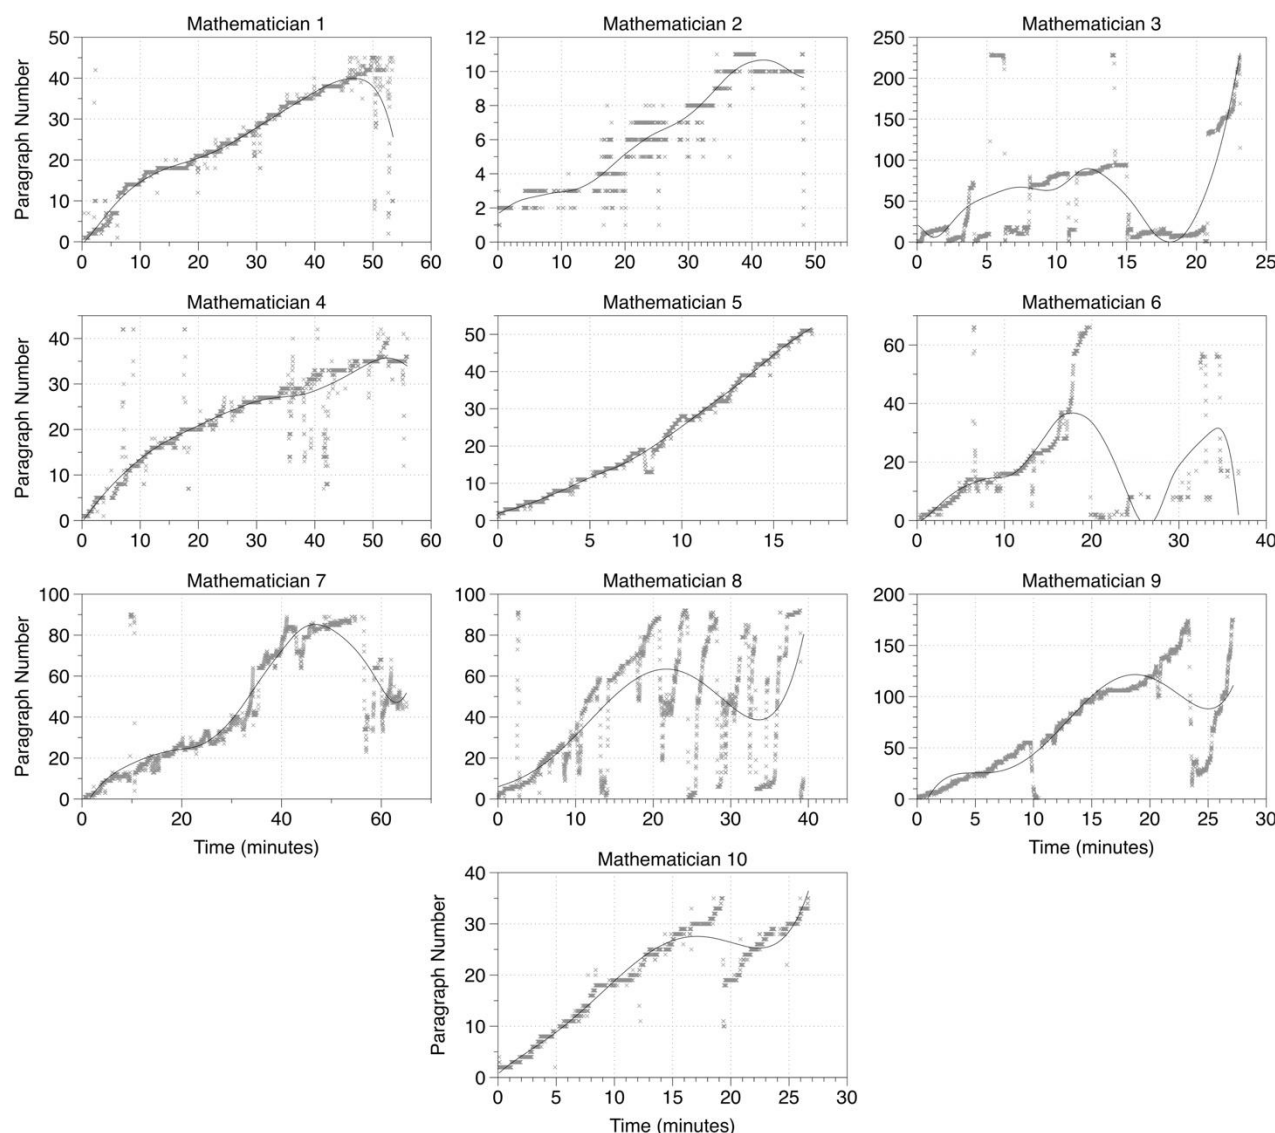 Mathematician 1
Mathematician 2
Mathematician 3
50
40
30
20
10
0
Paragraph Number
0 10 20 30 40 50 60
12
10
8
6
4
2
0
0 10 20 30 40 50
250
200
150
100
50
0
0 5 10 15 20
Mathematician 4
Mathematician 5
Mathematician 6
40
30
20
10
0
Paragraph Number
0 10 20 30 40 50 60
50
40
30
20
10
0
0 5 10 15
60
40
20
0
0 10 20 30 40
Mathematician 7
Mathematician 8
Mathematician 9
100
80
60
40
20
0
Paragraph Number
0 20 40 60
Time (minutes)
100
80
60
40
20
0
0 10 20 30 40
200
150
100
50
0
0 5 10 15 20 25 30
Time (minutes)
Mathematician 10
40
30
20
10
0
Paragraph Number
0 5 10 15 20 25 30
Time (minutes)